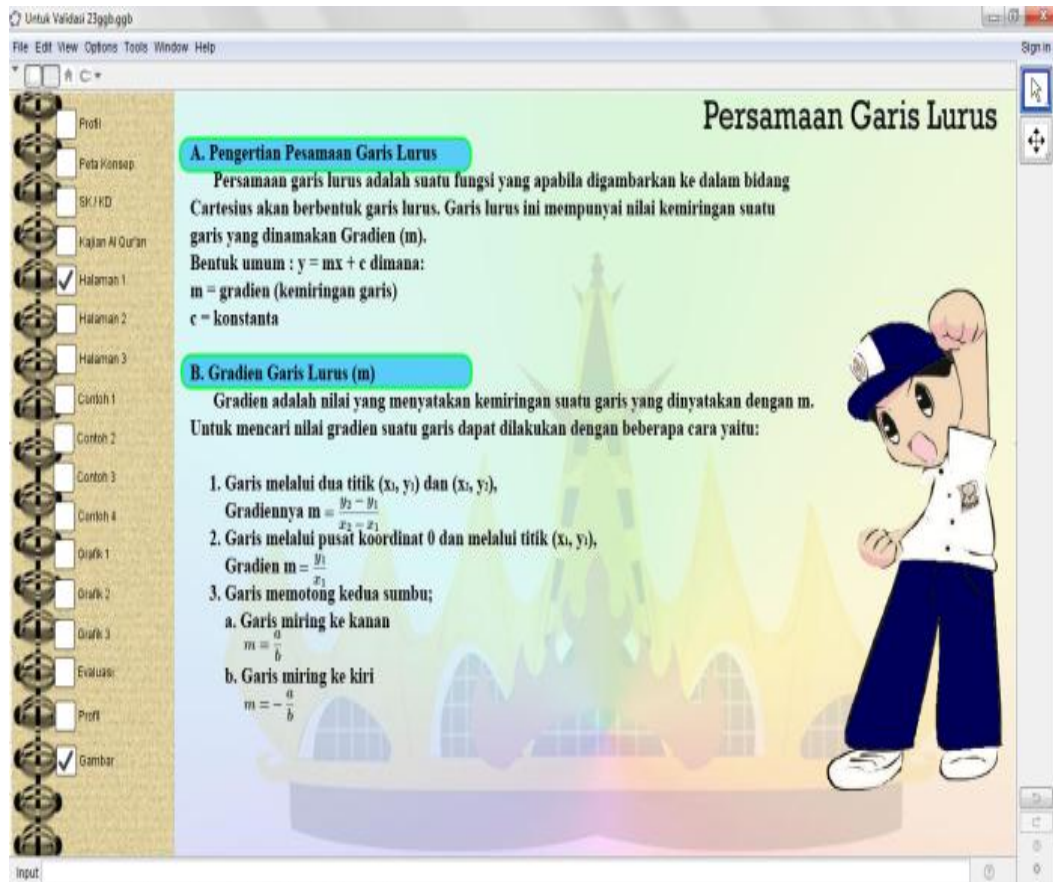 Untuk Validasi 23ggb.ggb
File Edit View Options Tools Window Help
Sign in
Profil
Peta Konsep
SK / KD
Kajian Al Qur'an
Halaman 1
Halaman 2
Halaman 3
Contoh 1
Contoh 2
Contoh 3
Contoh 4
Grafik 1
Grafik 2
Grafik 3
Evaluasi
Profil
Gambar
Persamaan Garis Lurus
A. Pengertian Pesamaan Garis Lurus
Persamaan garis lurus adalah suatu fungsi yang apabila digambarkan ke dalam bidang
Cartesius akan berbentuk garis lurus. Garis lurus ini mempunyai nilai kemiringan suatu
garis yang dinamakan Gradien (m).
Bentuk umum : y = mx + c dimana:
m = gradien (kemiringan garis)
c = konstanta
B. Gradien Garis Lurus (m)
Gradien adalah nilai yang menyatakan kemiringan suatu garis yang dinyatakan dengan m.
Untuk mencari nilai gradien suatu garis dapat dilakukan dengan beberapa cara yaitu:
1. Garis melalui dua titik (x₁, y₁) dan (x₂, y₂),
Gradiennya m = (y₂ − y₁)/(x₂ − x₁)
2. Garis melalui pusat koordinat 0 dan melalui titik (x₁, y₁),
Gradien m = y₁/x₁
3. Garis memotong kedua sumbu;
a. Garis miring ke kanan
m = a/b
b. Garis miring ke kiri
m = − a/b
Input